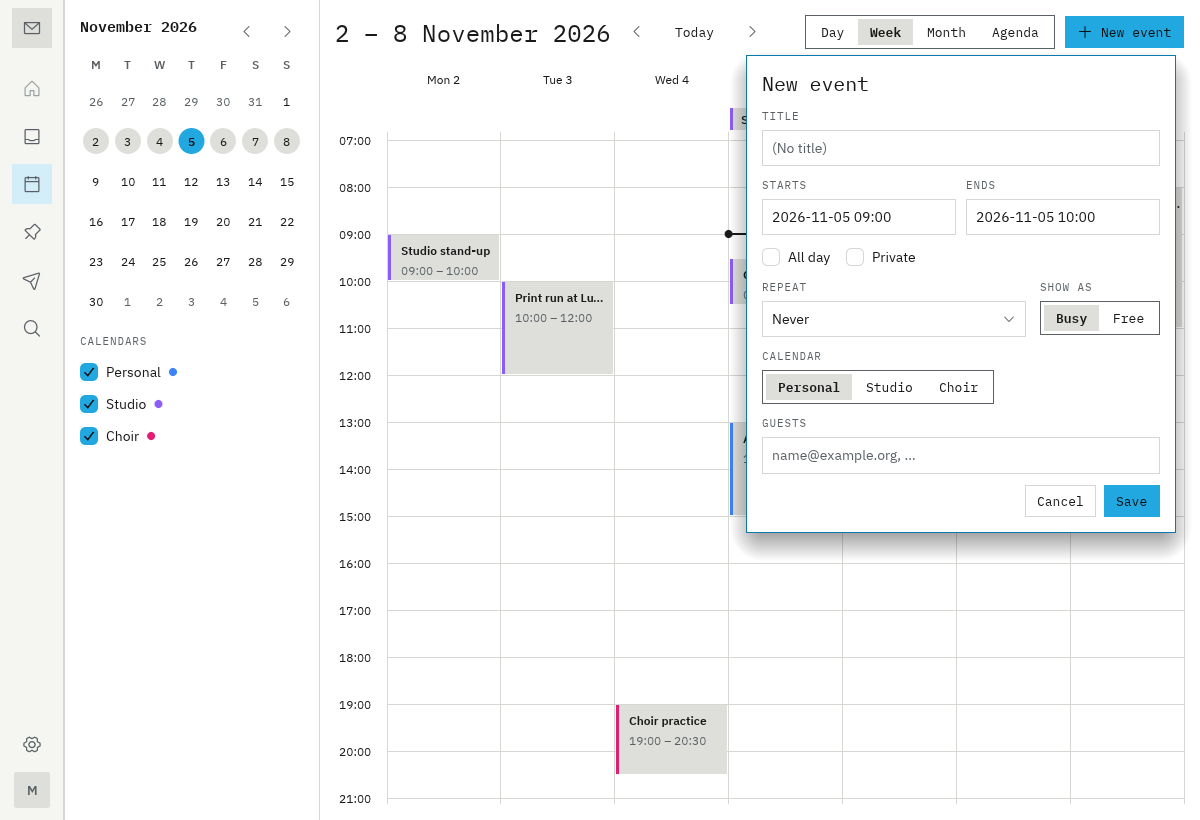 November 2026
M T W T F S S
26 27 28 29 30 31 1
2 3 4 5 6 7 8
9 10 11 12 13 14 15
16 17 18 19 20 21 22
23 24 25 26 27 28 29
30 1 2 3 4 5 6
CALENDARS
Personal
Studio
Choir
M
2 – 8 November 2026
Today
Day Week Month Agenda
New event
Mon 2 Tue 3 Wed 4
07:00
08:00
09:00
10:00
11:00
12:00
13:00
14:00
15:00
16:00
17:00
18:00
19:00
20:00
21:00
Studio stand-up
09:00 – 10:00
Print run at Lu...
10:00 – 12:00
Choir practice
19:00 – 20:30
New event
TITLE
(No title)
STARTS ENDS
2026-11-05 09:00 2026-11-05 10:00
All day Private
REPEAT SHOW AS
Never Busy Free
CALENDAR
Personal Studio Choir
GUESTS
name@example.org, ...
Cancel Save